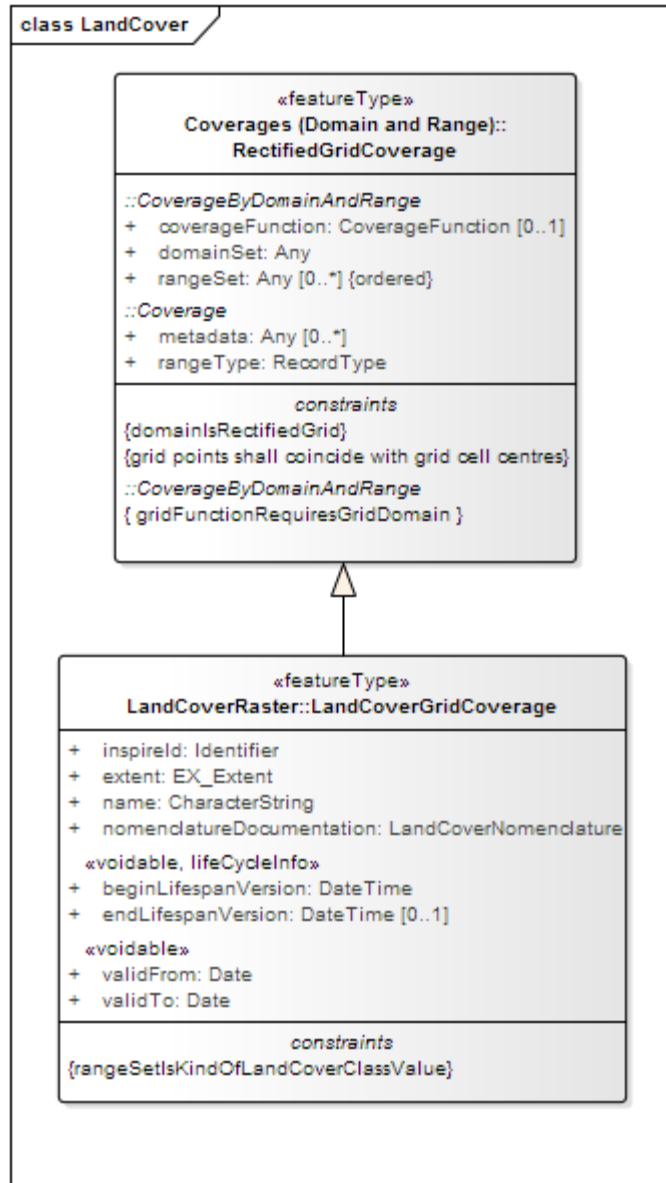 class LandCover
«featureType»
Coverages (Domain and Range)::
RectifiedGridCoverage
::CoverageByDomainAndRange
+ coverageFunction: CoverageFunction [0..1]
+ domainSet: Any
+ rangeSet: Any [0..*] {ordered}
::Coverage
+ metadata: Any [0..*]
+ rangeType: RecordType
constraints
{domainIsRectifiedGrid}
{grid points shall coincide with grid cell centres}
::CoverageByDomainAndRange
{ gridFunctionRequiresGridDomain }
«featureType»
LandCoverRaster::LandCoverGridCoverage
+ inspireId: Identifier
+ extent: EX_Extent
+ name: CharacterString
+ nomenclatureDocumentation: LandCoverNomenclature
«voidable, lifeCycleInfo»
+ beginLifespanVersion: DateTime
+ endLifespanVersion: DateTime [0..1]
«voidable»
+ validFrom: Date
+ validTo: Date
constraints
{rangeSetIsKindOfLandCoverClassValue}